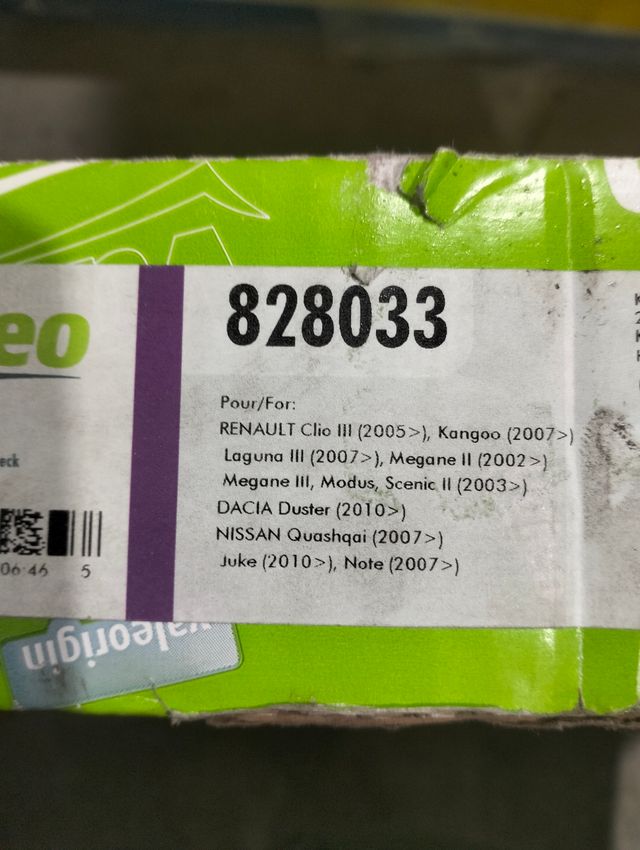 eo
828033
Pour/For:
RENAULT Clio III (2005>), Kangoo (2007>)
Laguna III (2007>), Megane II (2002>)
Megane III, Modus, Scenic II (2003>)
DACIA Duster (2010>)
NISSAN Quashqai (2007>)
Juke (2010>), Note (2007>)
eck
06 46 5
valeorigin